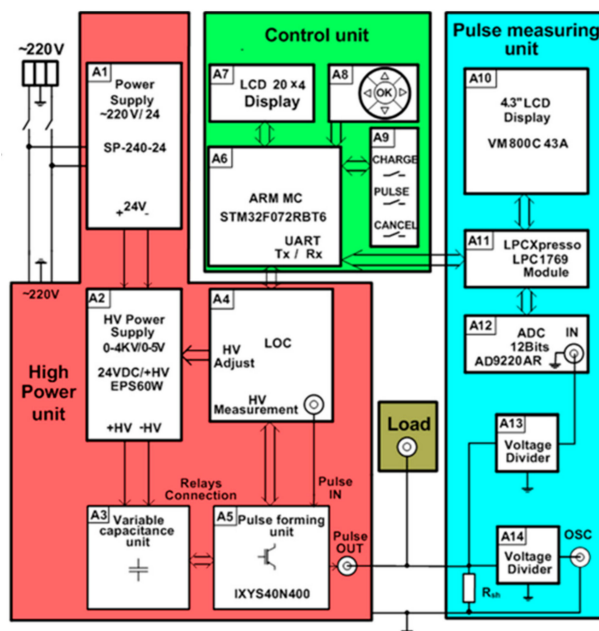 ~220V
A1
Power
Supply
~220V/ 24
SP-240-24
+24V-
~220V
High
Power
unit
A2
HV Power
Supply
0-4KV/0-5V
24VDC/+HV
EPS60W
+HV -HV
A3
Variable
capacitance
unit
Relays
Connection
A4
LOC
HV
Adjust
HV
Measurement
Pulse
IN
A5
Pulse forming
unit
IXYS40N400
Pulse
OUT
Control unit
A7
LCD 20 x4
Display
A8
OK
A9
CHARGE
PULSE
CANCEL
A6
ARM MC
STM32F072RBT6
UART
Tx / Rx
Load
Pulse measuring
unit
A10
4.3" LCD
Display
VM800C 43A
A11
LPCXpresso
LPC1769
Module
A12
ADC
12Bits
AD9220AR
IN
A13
Voltage
Divider
A14
Voltage
Divider
OSC
Rsh